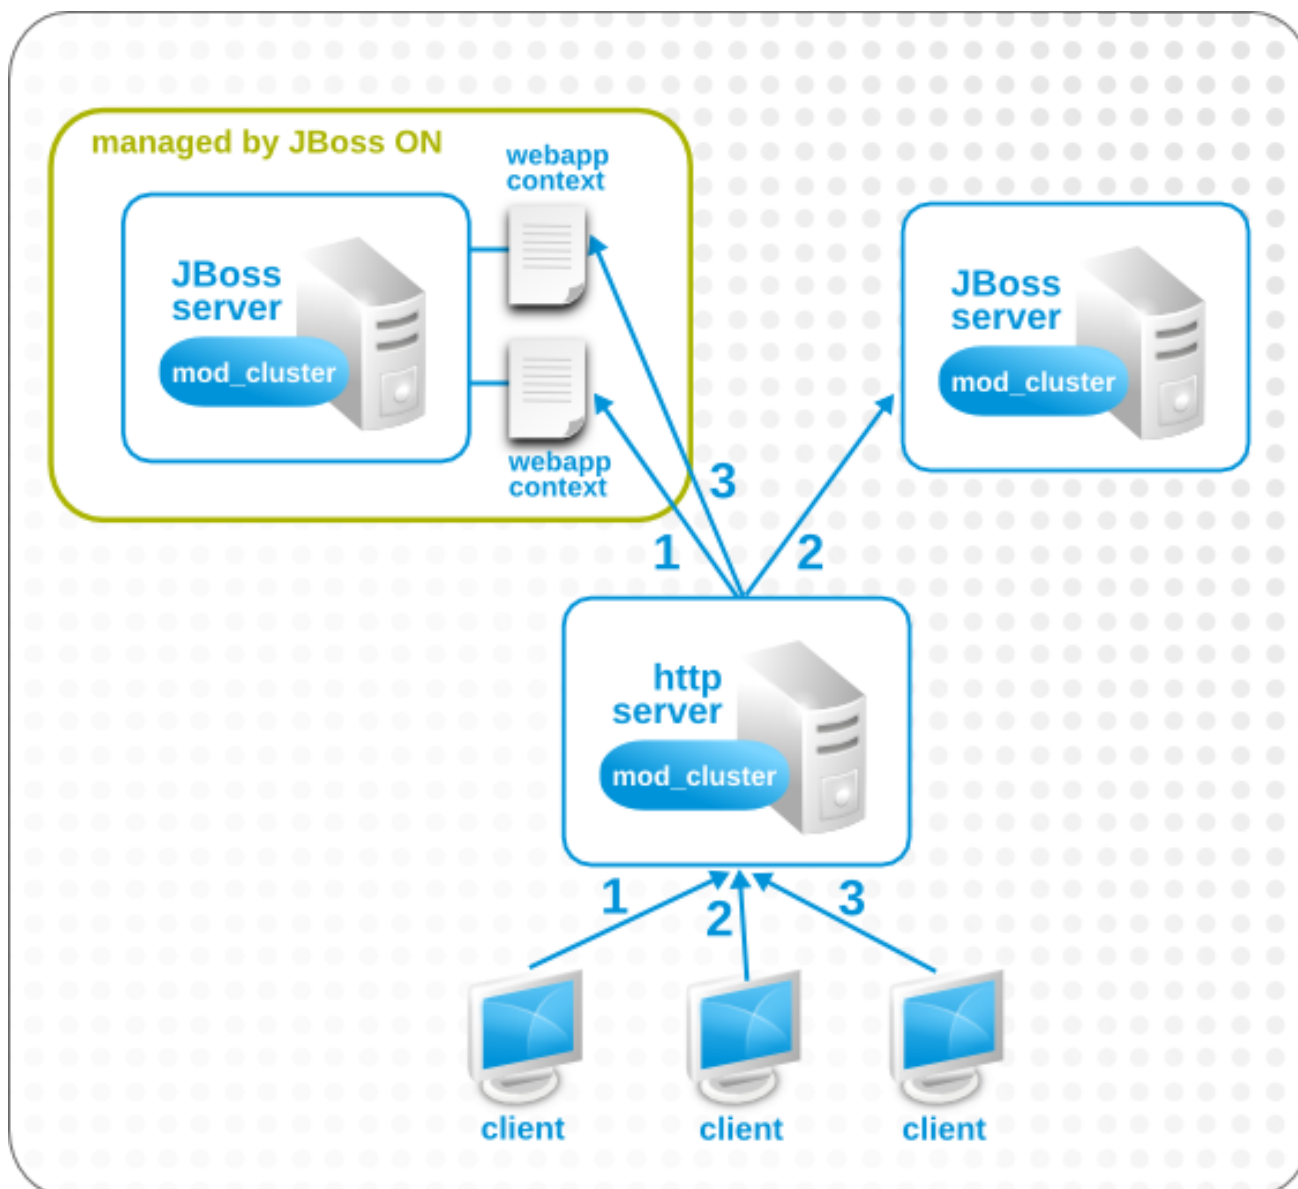 managed by JBoss ON
webapp
context
JBoss
server
mod_cluster
webapp
context
JBoss
server
mod_cluster
3
1
2
http
server
mod_cluster
1
2
3
client
client
client